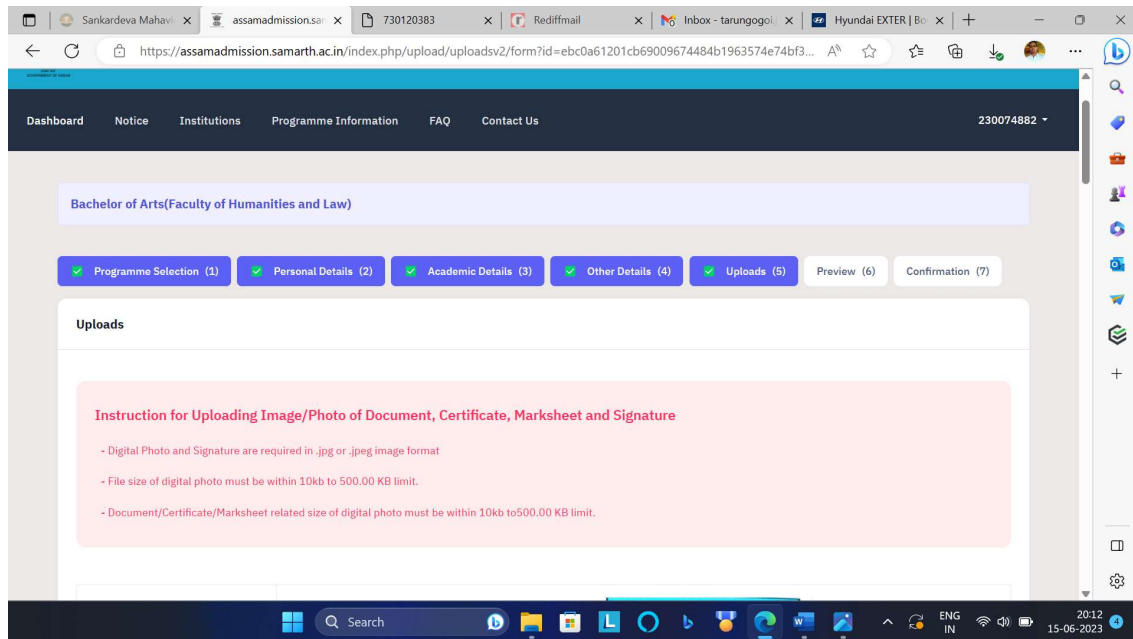 Sankardeva Mahavi
assamadmission.sar
730120383
Rediffmail
Inbox - tarungogoi.
Hyundai EXTER | Bo
https://assamadmission.samarth.ac.in/index.php/upload/uploadsv2/form?id=ebc0a61201cb69009674484b1963574e74bf3...
Dashboard Notice Institutions Programme Information FAQ Contact Us 230074882
Bachelor of Arts(Faculty of Humanities and Law)
Programme Selection (1) Personal Details (2) Academic Details (3) Other Details (4) Uploads (5) Preview (6) Confirmation (7)
Uploads
Instruction for Uploading Image/Photo of Document, Certificate, Marksheet and Signature
- Digital Photo and Signature are required in .jpg or .jpeg image format
- File size of digital photo must be within 10kb to 500.00 KB limit.
- Document/Certificate/Marksheet related size of digital photo must be within 10kb to500.00 KB limit.
Search
ENG
IN
20:12
15-06-2023
4